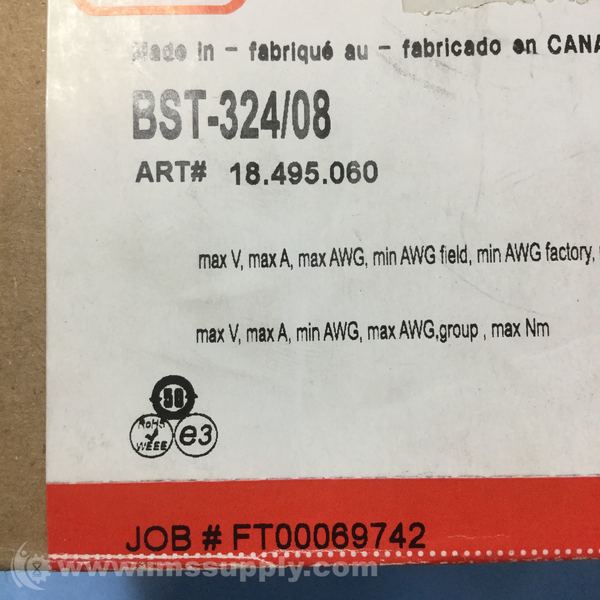 Made in - fabriqué au - fabricado en CANA
BST-324/08
ART# 18.495.060
max V, max A, max AWG, min AWG field, min AWG factory,
max V, max A, min AWG, max AWG,group , max Nm
50
RoHS
WEEE
e3
JOB # FT00069742
www.imssupply.com